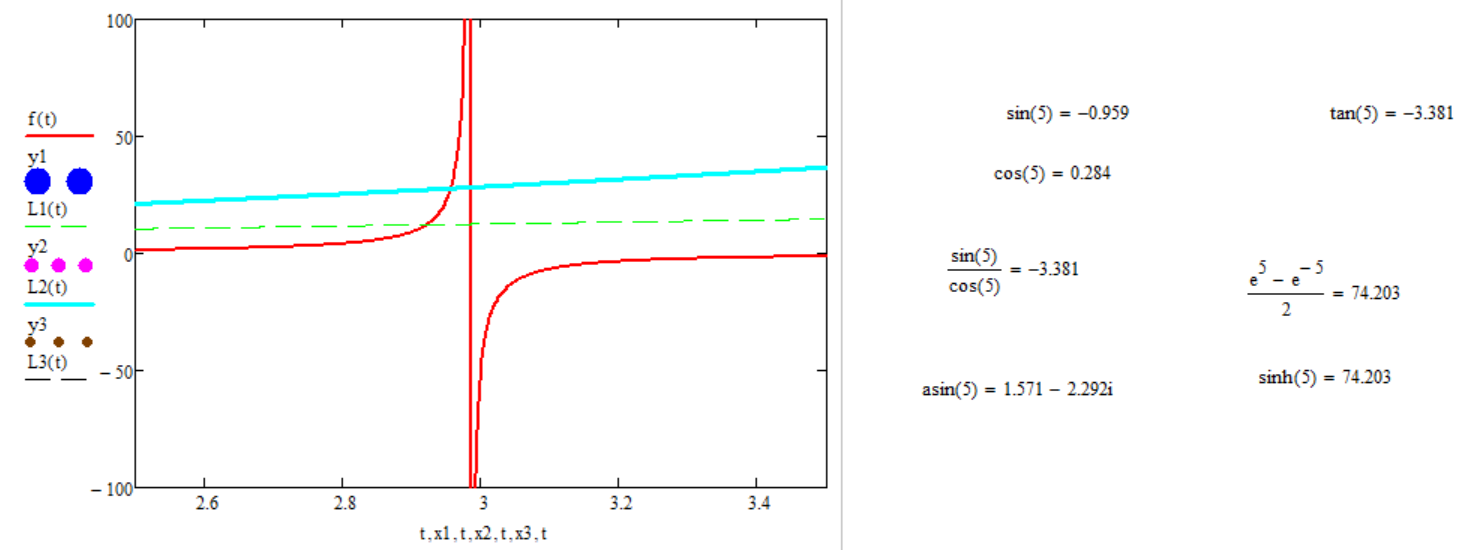 100
50
0
− 50
− 100
f(t)
y1
L1(t)
y2
L2(t)
y3
L3(t)
2.6 2.8 3 3.2 3.4
t,x1,t,x2,t,x3,t
sin(5) = −0.959
tan(5) = −3.381
cos(5) = 0.284
sin(5)/cos(5) = −3.381
(e^5 − e^−5)/2 = 74.203
asin(5) = 1.571 − 2.292i
sinh(5) = 74.203